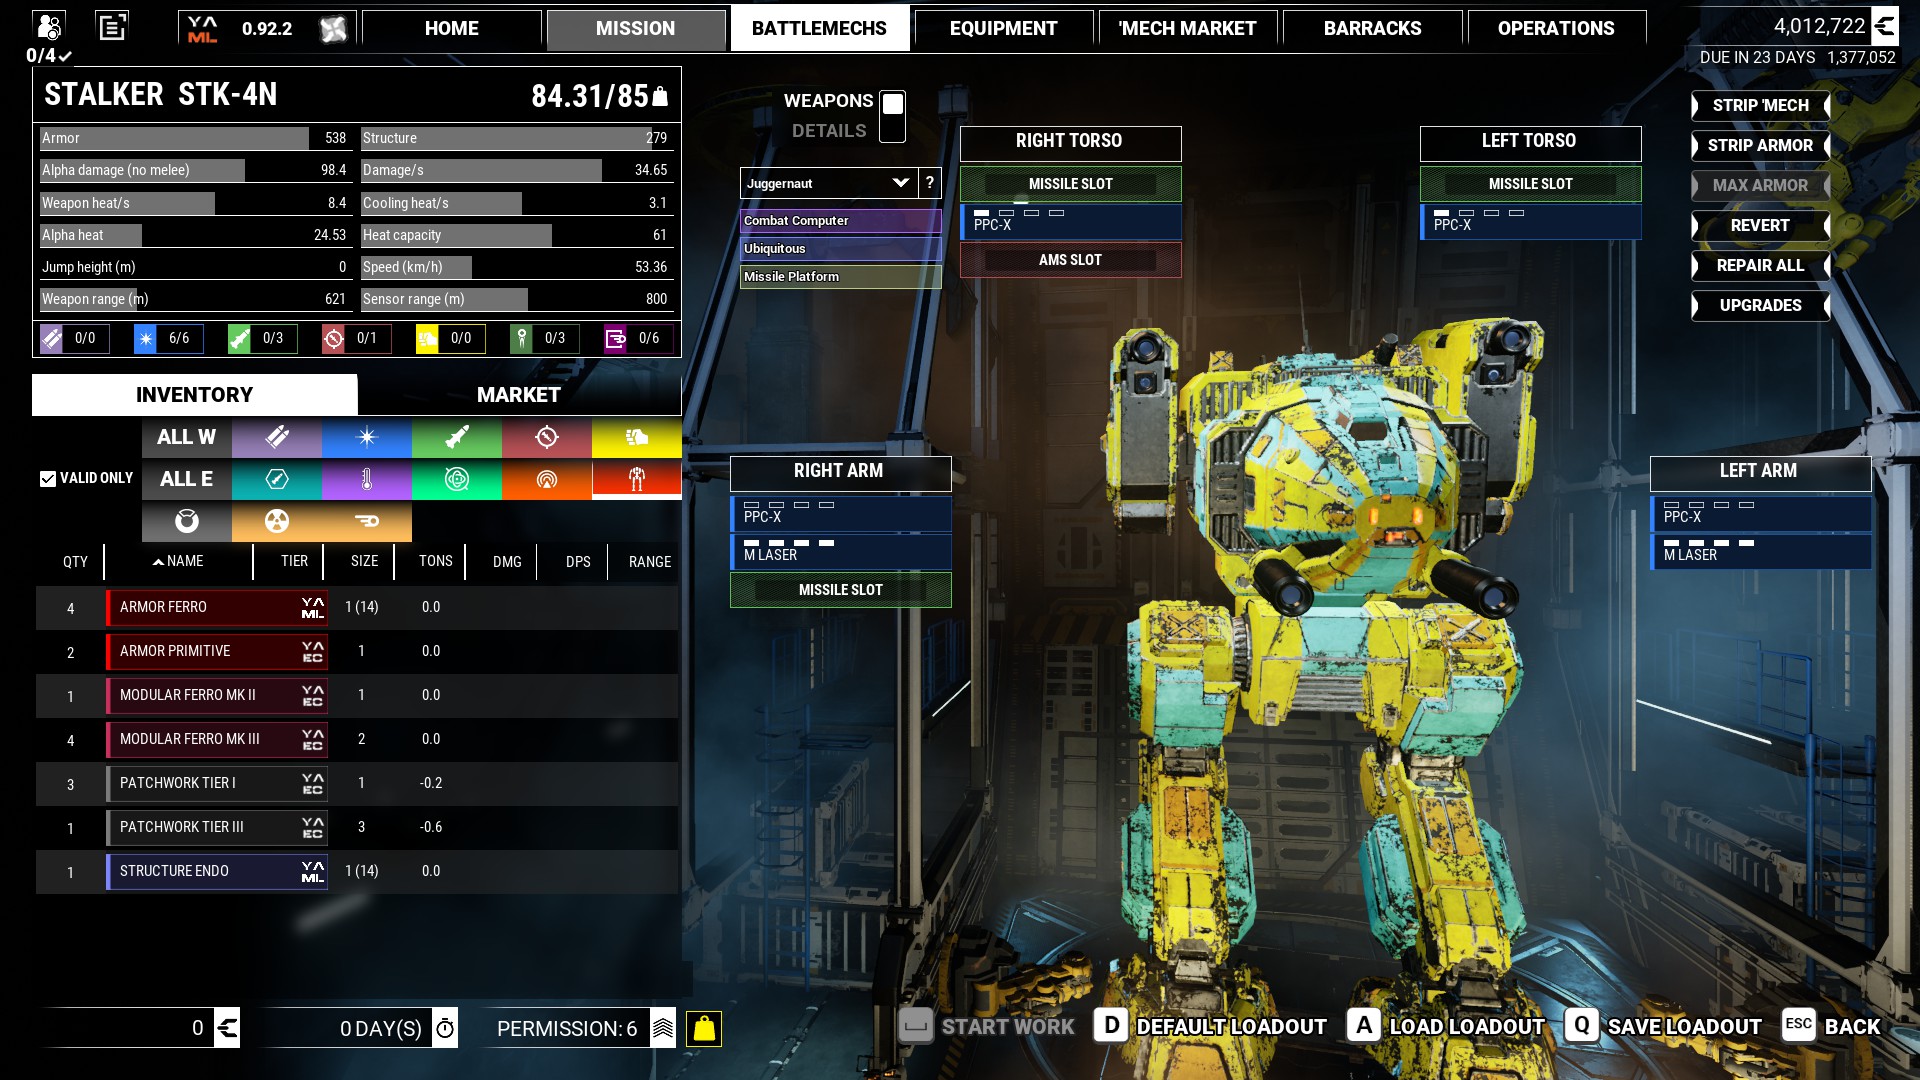 0/4
YA
ML
0.92.2
HOME
MISSION
BATTLEMECHS
EQUIPMENT
'MECH MARKET
BARRACKS
OPERATIONS
4,012,722
DUE IN 23 DAYS 1,377,052
STALKER STK-4N
84.31/85
Armor 538
Structure 279
Alpha damage (no melee) 98.4
Damage/s 34.65
Weapon heat/s 8.4
Cooling heat/s 3.1
Alpha heat 24.53
Heat capacity 61
Jump height (m) 0
Speed (km/h) 53.36
Weapon range (m) 621
Sensor range (m) 800
0/0
6/6
0/3
0/1
0/0
0/3
0/6
WEAPONS
DETAILS
Juggernaut
?
Combat Computer
Ubiquitous
Missile Platform
RIGHT TORSO
MISSILE SLOT
PPC-X
AMS SLOT
LEFT TORSO
MISSILE SLOT
PPC-X
STRIP 'MECH
STRIP ARMOR
MAX ARMOR
REVERT
REPAIR ALL
UPGRADES
INVENTORY
MARKET
ALL W
VALID ONLY
ALL E
RIGHT ARM
PPC-X
M LASER
MISSILE SLOT
LEFT ARM
PPC-X
M LASER
QTY NAME TIER SIZE TONS DMG DPS RANGE
4 ARMOR FERRO YAML 1 (14) 0.0
2 ARMOR PRIMITIVE YAEC 1 0.0
1 MODULAR FERRO MK II YAEC 1 0.0
4 MODULAR FERRO MK III YAEC 2 0.0
3 PATCHWORK TIER I YAEC 1 -0.2
1 PATCHWORK TIER III YAEC 3 -0.6
1 STRUCTURE ENDO YAML 1 (14) 0.0
0
0 DAY(S)
PERMISSION: 6
START WORK
D DEFAULT LOADOUT
A LOAD LOADOUT
Q SAVE LOADOUT
ESC BACK